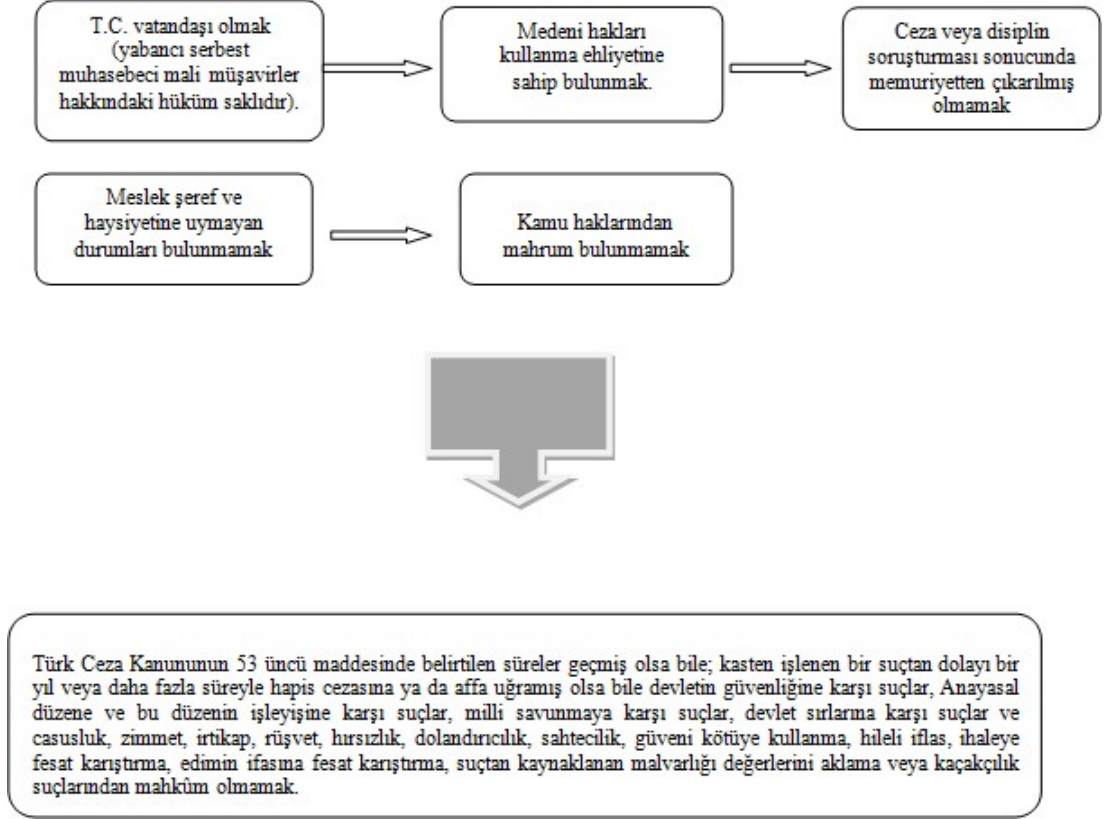 T.C. vatandaşı olmak
(yabancı serbest
muhasebeci mali müşavirler
hakkındaki hüküm saklıdır).
Medeni hakları
kullanma ehliyetine
sahip bulunmak.
Ceza veya disiplin
soruşturması sonucunda
memuriyetten çıkarılmış
olmamak
Meslek şeref ve
haysiyetine uymayan
durumları bulunmamak
Kamu haklarından
mahrum bulunmamak
Türk Ceza Kanununun 53 üncü maddesinde belirtilen süreler geçmiş olsa bile; kasten işlenen bir suçtan dolayı bir
yıl veya daha fazla süreyle hapis cezasına ya da affa uğramış olsa bile devletin güvenliğine karşı suçlar, Anayasal
düzene ve bu düzenin işleyişine karşı suçlar, milli savunmaya karşı suçlar, devlet sırlarına karşı suçlar ve
casusluk, zimmet, irtikap, rüşvet, hırsızlık, dolandırıcılık, sahtecilik, güveni kötüye kullanma, hileli iflas, ihaleye
fesat karıştırma, edimin ifasına fesat karıştırma, suçtan kaynaklanan malvarlığı değerlerini aklama veya kaçakçılık
suçlarından mahkûm olmamak.